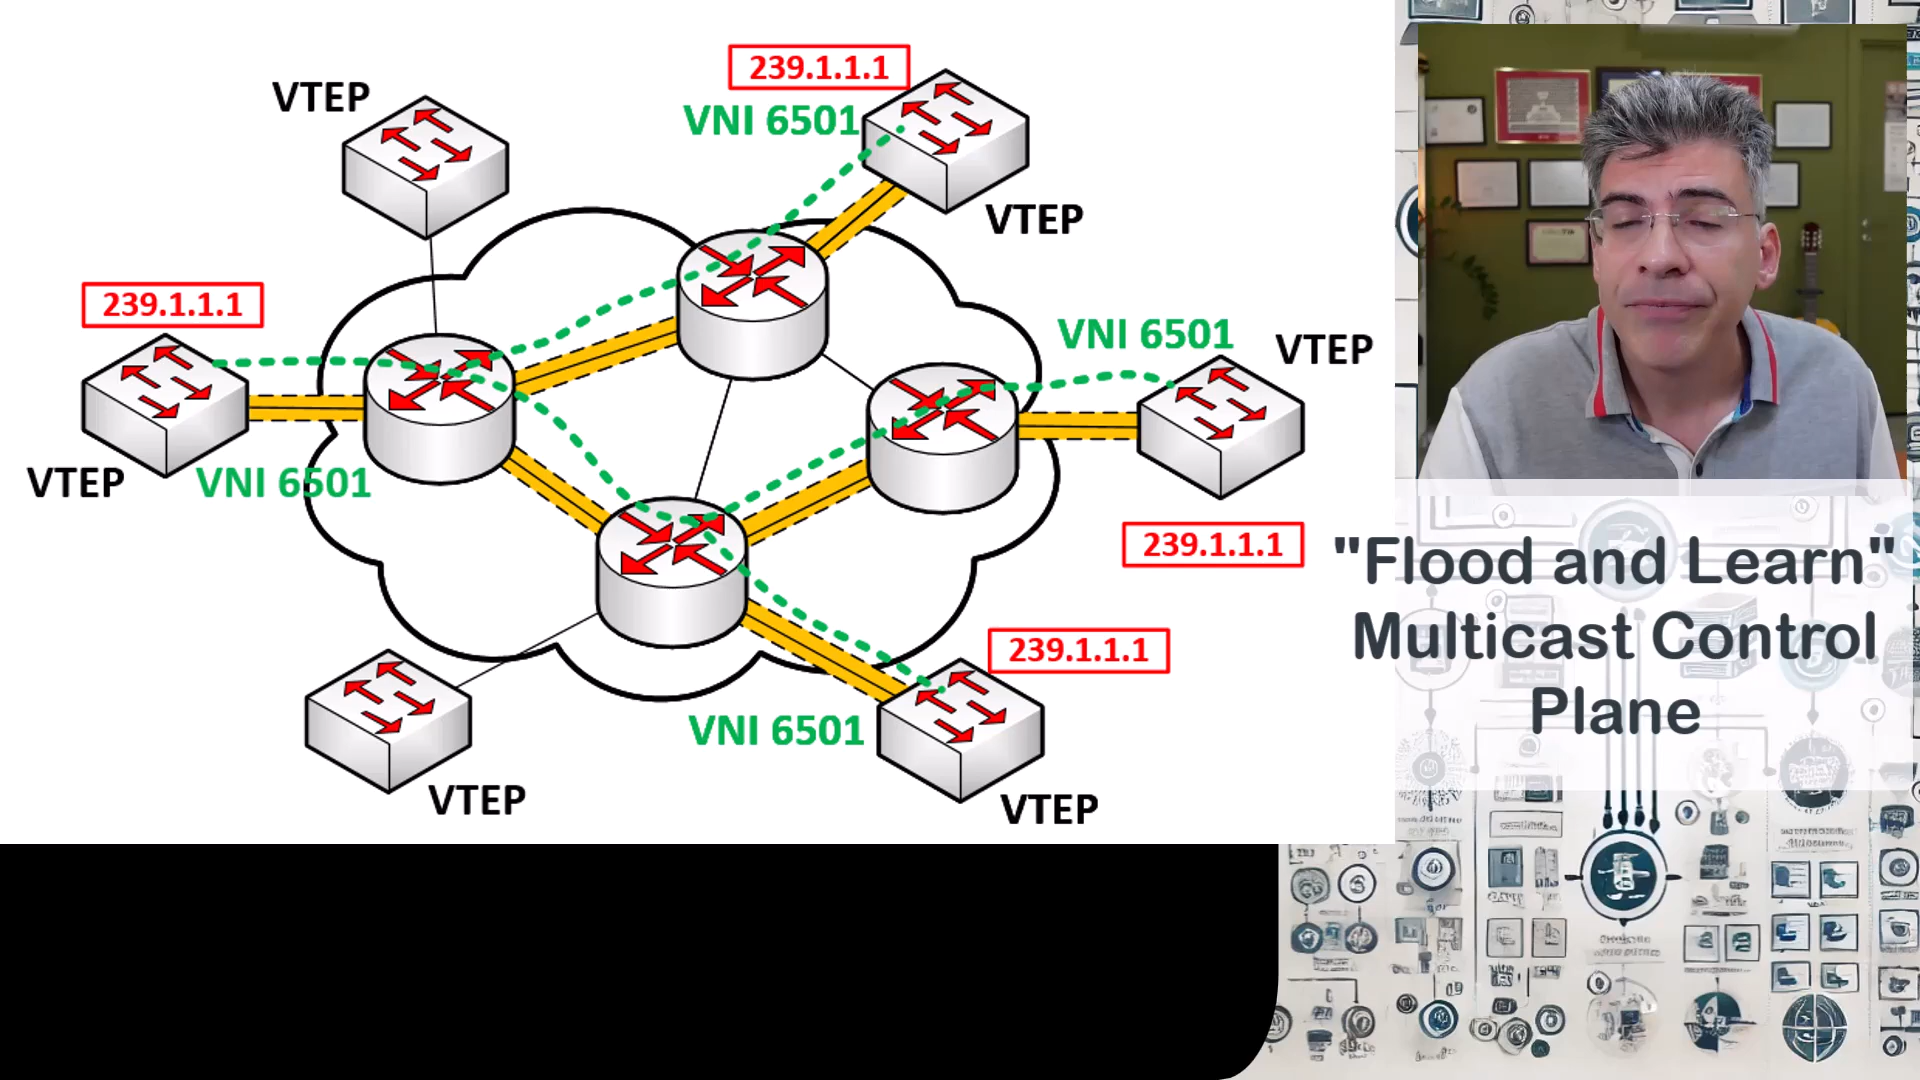 239.1.1.1
VTEP
VNI 6501
VTEP
239.1.1.1
VNI 6501
VTEP
VTEP
VNI 6501
239.1.1.1
239.1.1.1
VNI 6501
VTEP
VTEP
"Flood and Learn"
Multicast Control
Plane